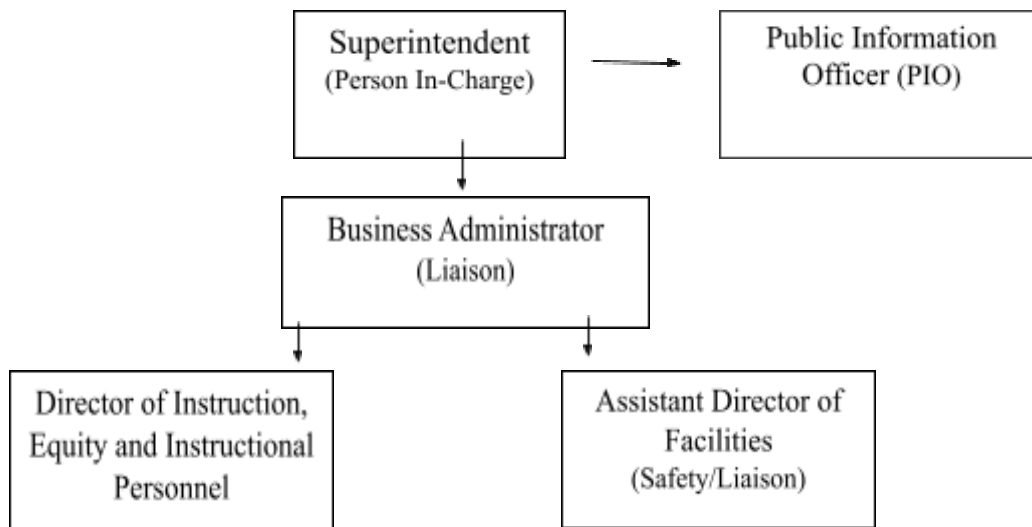 Superintendent
(Person In-Charge)
Public Information
Officer (PIO)
Business Administrator
(Liaison)
Director of Instruction,
Equity and Instructional
Personnel
Assistant Director of
Facilities
(Safety/Liaison)